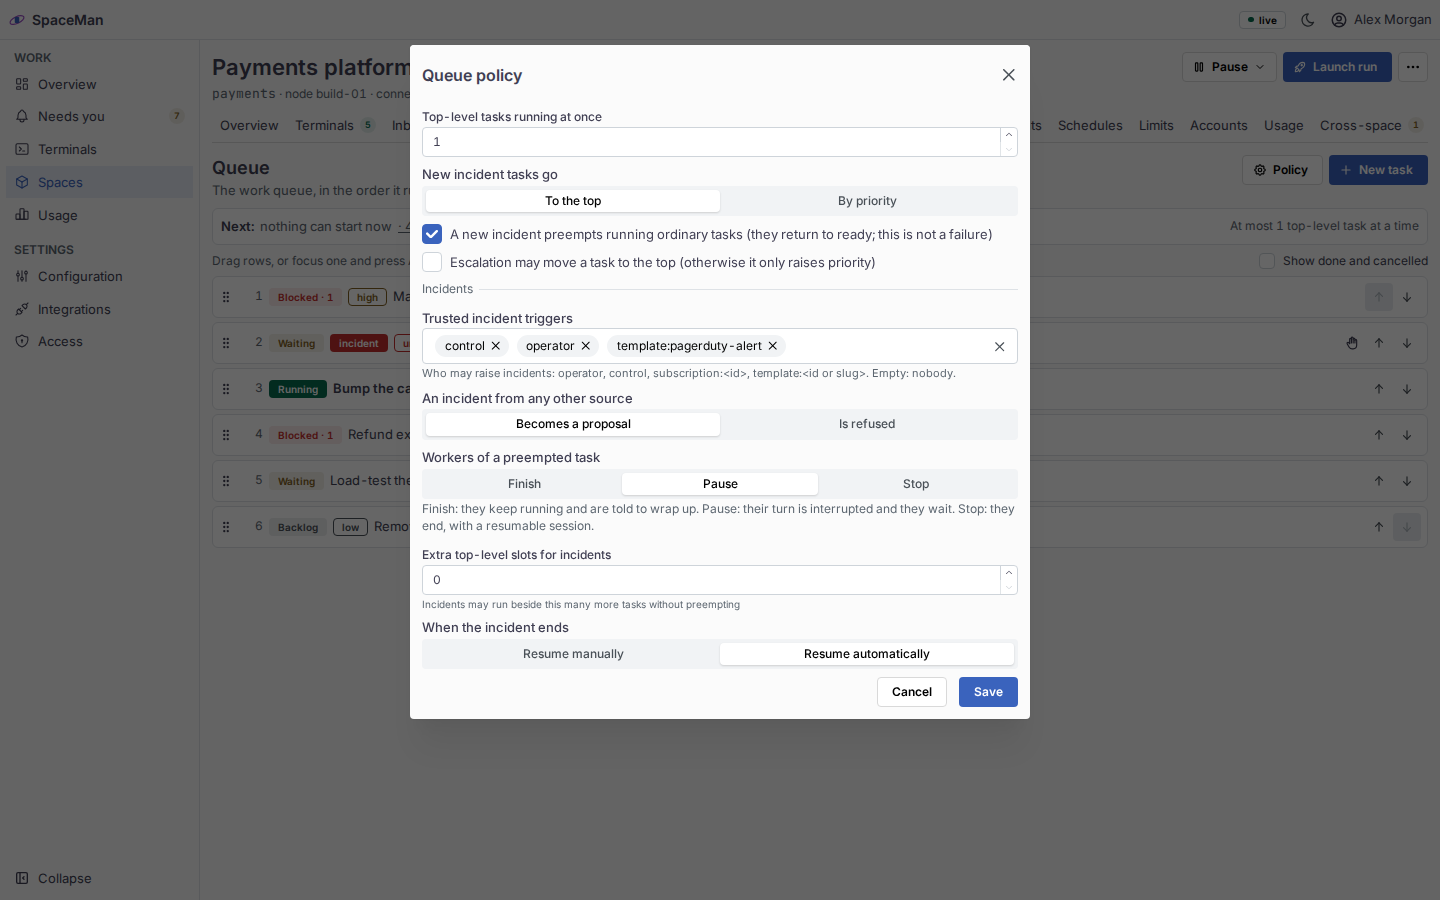 SpaceMan
live
Alex Morgan
WORK
Overview
Needs you
7
Terminals
Spaces
Usage
SETTINGS
Configuration
Integrations
Access
Collapse
Payments platform
Pause
Launch run
payments · node build-01 ·
Overview
Terminals
5
Schedules
Limits
Accounts
Usage
Cross-space
1
Queue
The work queue, in the order it
Policy
New task
Next: nothing can start now
At most 1 top-level task at a time
Drag rows, or focus one and press
Show done and cancelled
1 Blocked · 1 high
2 Waiting incident
3 Running Bump the
4 Blocked · 1 Refund
5 Waiting Load-test
6 Backlog low
Queue policy
Top-level tasks running at once
1
New incident tasks go
To the top
By priority
A new incident preempts running ordinary tasks (they return to ready; this is not a failure)
Escalation may move a task to the top (otherwise it only raises priority)
Incidents
Trusted incident triggers
control
operator
template:pagerduty-alert
Who may raise incidents: operator, control, subscription:<id>, template:<id or slug>. Empty: nobody.
An incident from any other source
Becomes a proposal
Is refused
Workers of a preempted task
Finish
Pause
Stop
Finish: they keep running and are told to wrap up. Pause: their turn is interrupted and they wait. Stop: they
end, with a resumable session.
Extra top-level slots for incidents
0
Incidents may run beside this many more tasks without preempting
When the incident ends
Resume manually
Resume automatically
Cancel
Save